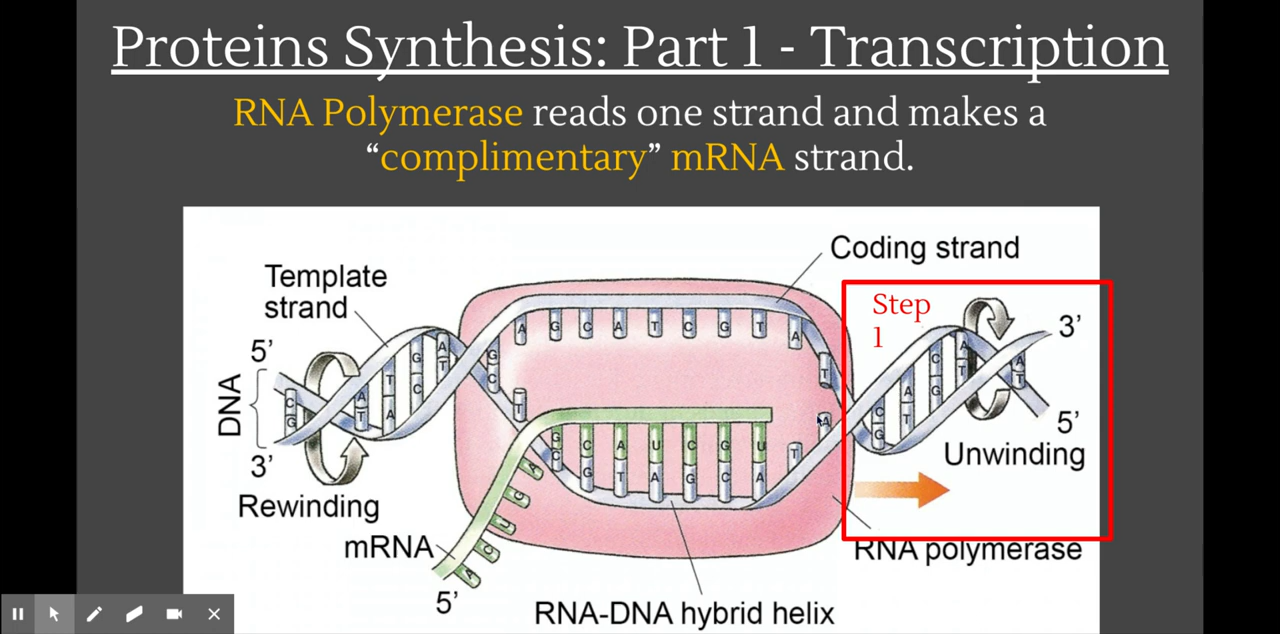 Proteins Synthesis: Part 1 - Transcription
RNA Polymerase reads one strand and makes a
“complimentary” mRNA strand.
Coding strand
Template
strand
Step
1
3’
5’
DNA
3’
5’
Unwinding
Rewinding
mRNA
5’
RNA polymerase
RNA-DNA hybrid helix
A G C A T C G T A T
G C A U C G U
C G T A G C A T A